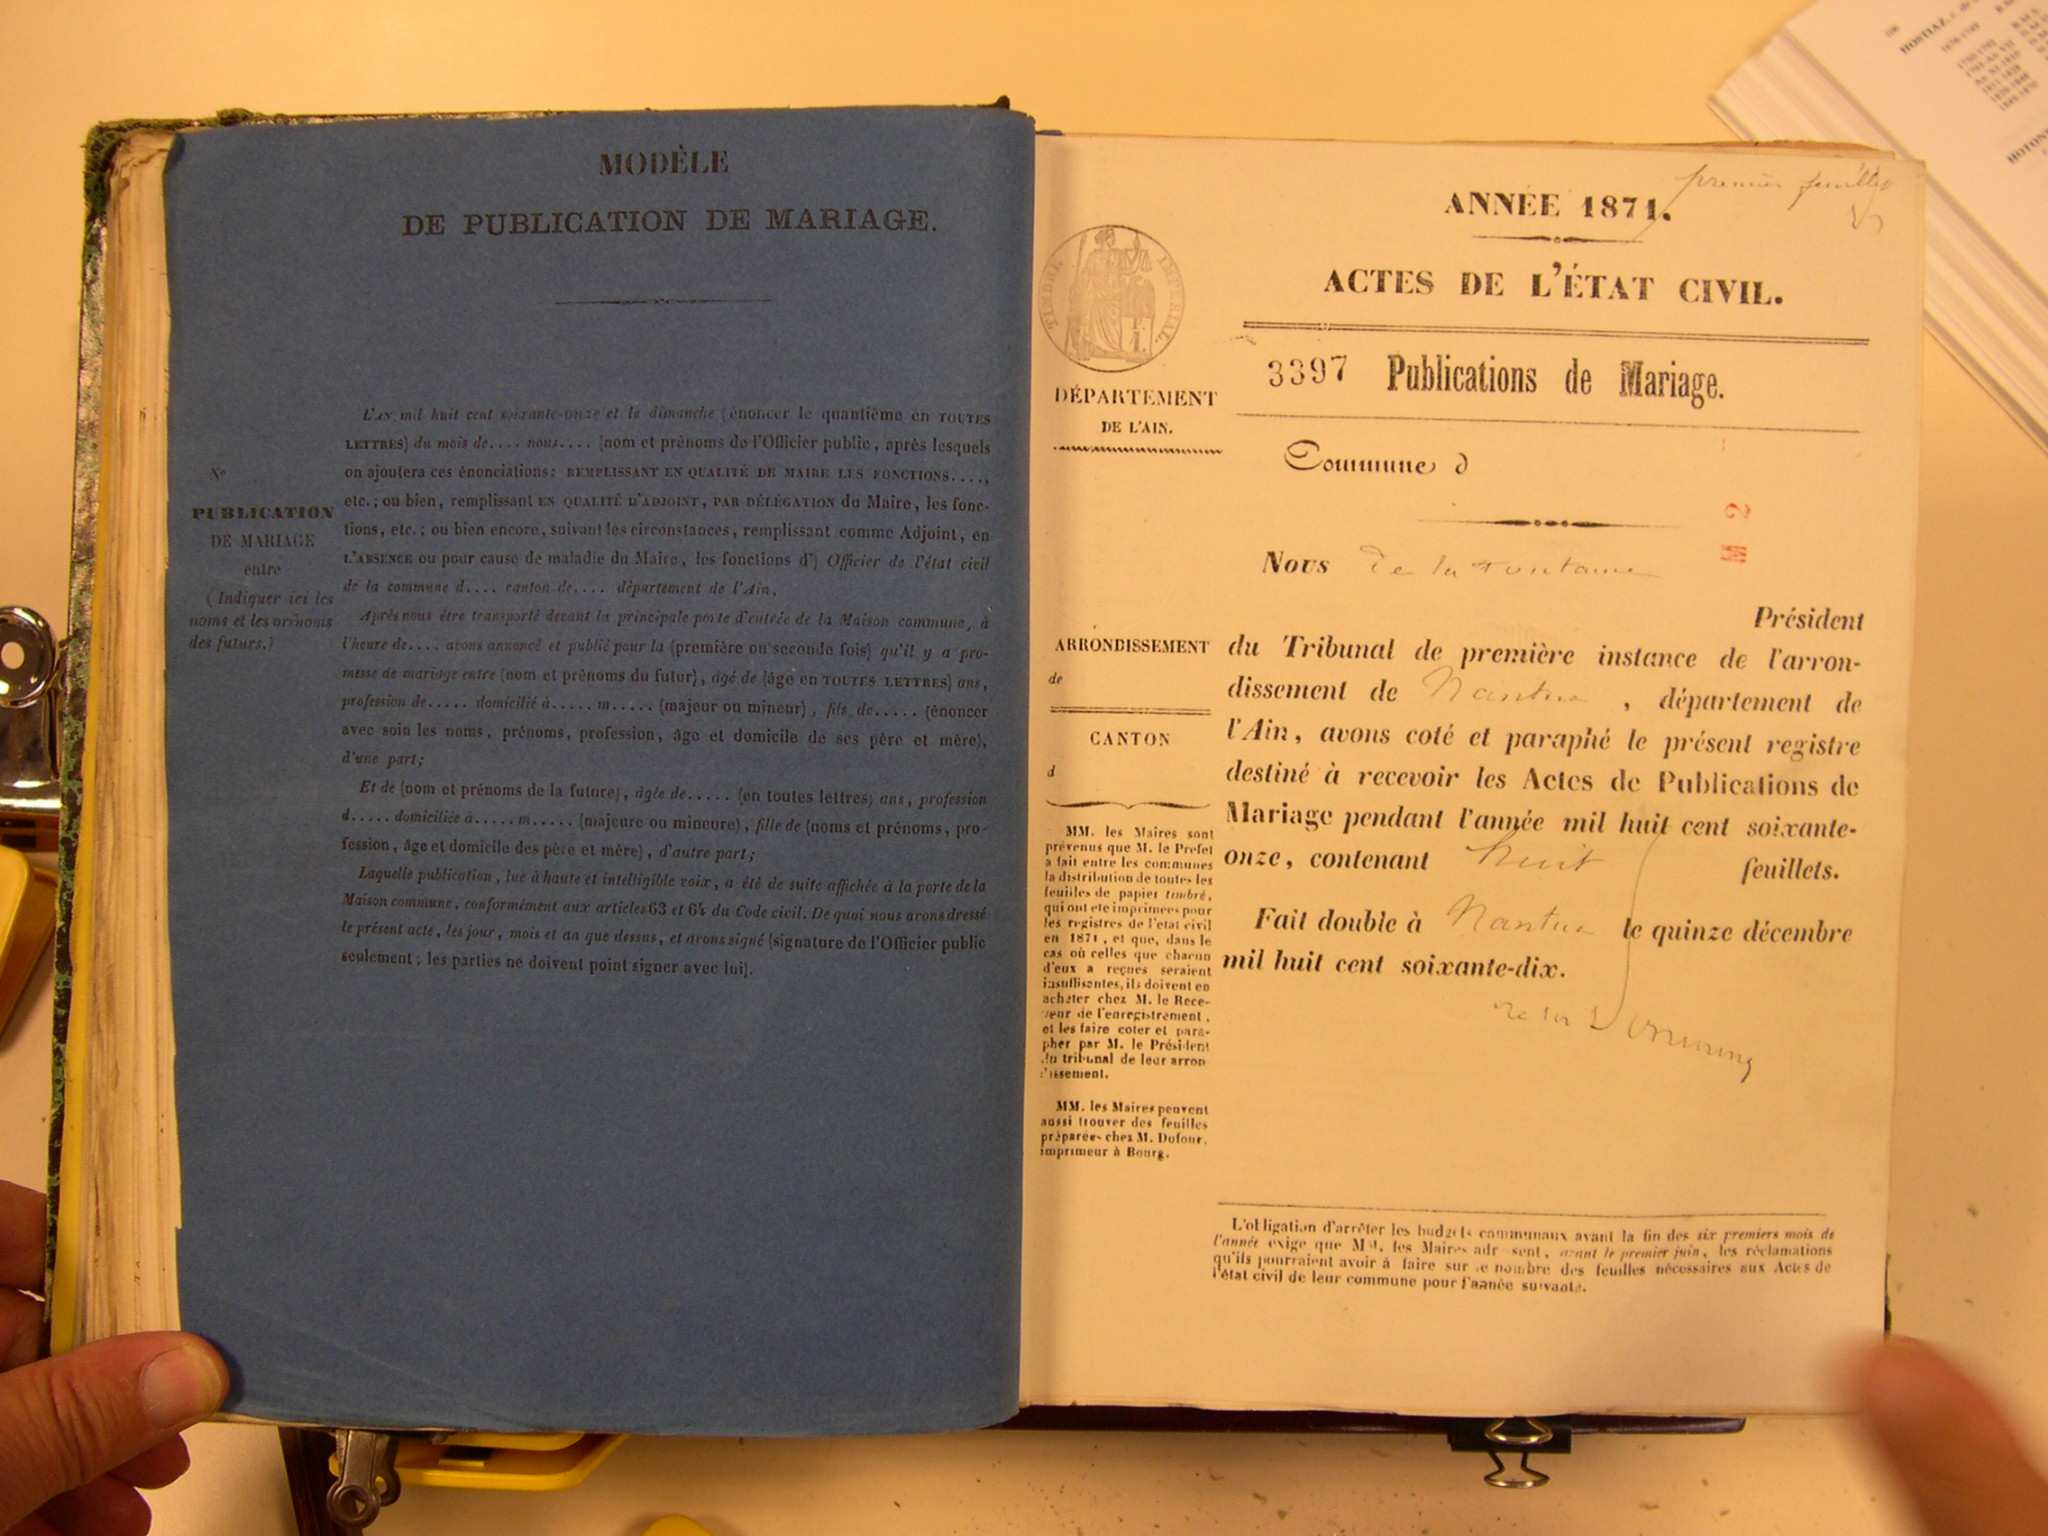 MODÈLE
DE PUBLICATION DE MARIAGE.
L'AN mil huit cent soixante-onze et le dimanche (énoncer le quantième en TOUTES
LETTRES) du mois de.... nous.... (nom et prénoms de l'Officier public, après lesquels
on ajoutera ces énonciations: REMPLISSANT EN QUALITÉ DE MAIRE LES FONCTIONS....,
etc.; ou bien, remplissant EN QUALITÉ D'ADJOINT, PAR DÉLÉGATION du Maire, les fonc-
tions, etc.; ou bien encore, suivant les circonstances, remplissant comme Adjoint, en
L'ABSENCE ou pour cause de maladie du Maire, les fonctions d') Officier de l'état civil
de la commune d.... canton de.... département de l'Ain,
Après nous être transporté devant la principale porte d'entrée de la Maison commune, à
l'heure de.... avons annoncé et publié pour la (première ou seconde fois) qu'il y a pro-
messe de mariage entre (nom et prénoms du futur), âgé de (âge en TOUTES LETTRES) ans,
profession de..... domicilié à..... m..... (majeur ou mineur), fils de..... (énoncer
avec soin les noms, prénoms, profession, âge et domicile de ses père et mère),
d'une part;
Et de (nom et prénoms de la future), âgée de..... (en toutes lettres) ans, profession
d..... domiciliée à..... m..... (majeure ou mineure), fille de (noms et prénoms, pro-
fession, âge et domicile des père et mère), d'autre part;
Laquelle publication, lue à haute et intelligible voix, a été de suite affichée à la porte de la
Maison commune, conformément aux articles 63 et 64 du Code civil. De quoi nous avons dressé
le présent acte, les jour, mois et an que dessus, et avons signé (signature de l'Officier public
seulement; les parties ne doivent point signer avec lui).
N°
PUBLICATION
DE MARIAGE
entre
(Indiquer ici les
noms et les prénoms
des futurs.)
premier feuillet
ANNÉE 1871.
ACTES DE L'ÉTAT CIVIL.
3397 Publications de Mariage.
TIMBRE IMPÉRIAL.
DÉPARTEMENT
DE L'AIN.
Commune d
2 M
Nous De la Fontaine
Président
du Tribunal de première instance de l'arron-
dissement de Nantua, département de
l'Ain, avons coté et paraphé le présent registre
destiné à recevoir les Actes de Publications de
Mariage pendant l'année mil huit cent soixante-
onze, contenant huit feuillets.
Fait double à Nantua le quinze décembre
mil huit cent soixante-dix.
ARRONDISSEMENT
de
CANTON
d
MM. les Maires sont
prévenus que M. le Préfet
a fait entre les communes
la distribution de toutes les
feuilles de papier timbré,
qui ont été imprimées pour
les registres de l'état civil
en 1871, et que, dans le
cas où celles que chacun
d'eux a reçues seraient
insuffisantes, ils doivent en
acheter chez M. le Rece-
veur de l'enregistrement,
et les faire coter et para-
pher par M. le Président
du tribunal de leur arron-
dissement.
MM. les Maires peuvent
aussi trouver des feuilles
préparées chez M. Dufour,
imprimeur à Bourg.
L'obligation d'arrêter les budgets communaux avant la fin des six premiers mois de
l'année exige que MM. les Maires adressent, avant le premier juin, les réclamations
qu'ils pourraient avoir à faire sur le nombre des feuilles nécessaires aux Actes de
l'état civil de leur commune pour l'année suivante.